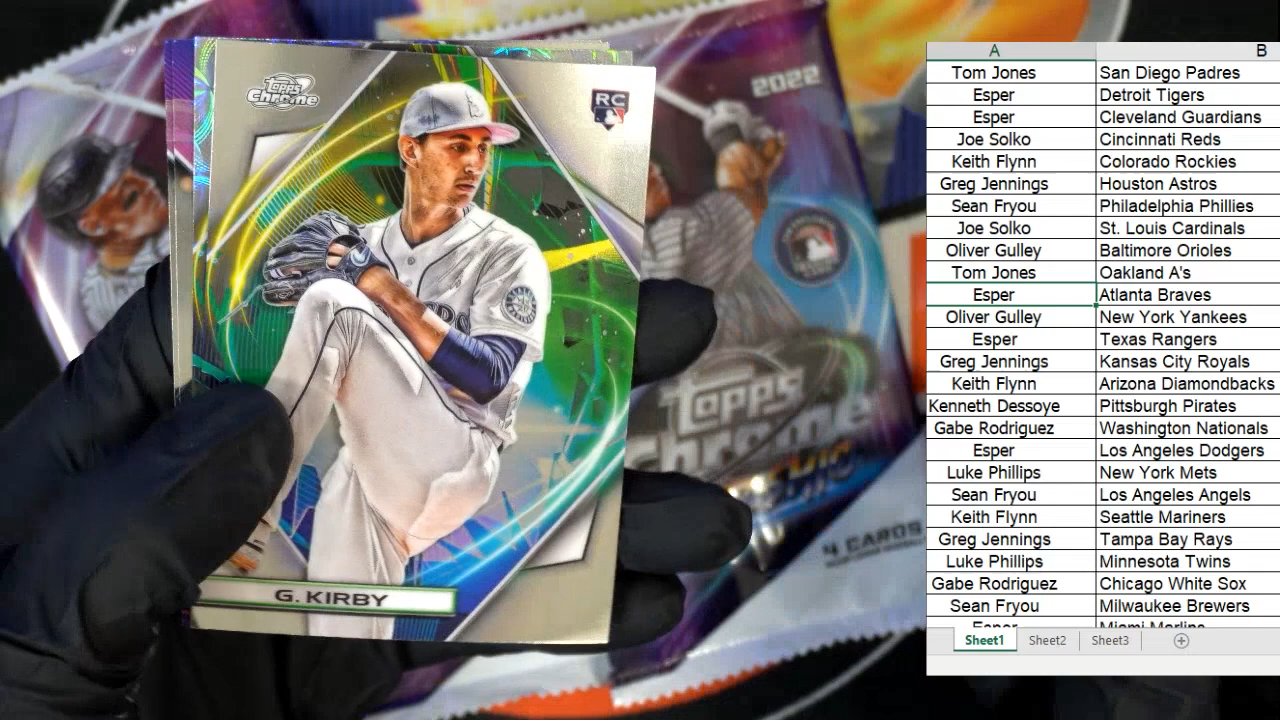 Topps
Chrome
RC
G. KIRBY
2022
Topps
Chrome
4 CARDS
A B
Tom Jones San Diego Padres
Esper Detroit Tigers
Esper Cleveland Guardians
Joe Solko Cincinnati Reds
Keith Flynn Colorado Rockies
Greg Jennings Houston Astros
Sean Fryou Philadelphia Phillies
Joe Solko St. Louis Cardinals
Oliver Gulley Baltimore Orioles
Tom Jones Oakland A's
Esper Atlanta Braves
Oliver Gulley New York Yankees
Esper Texas Rangers
Greg Jennings Kansas City Royals
Keith Flynn Arizona Diamondbacks
Kenneth Dessoye Pittsburgh Pirates
Gabe Rodriguez Washington Nationals
Esper Los Angeles Dodgers
Luke Phillips New York Mets
Sean Fryou Los Angeles Angels
Keith Flynn Seattle Mariners
Greg Jennings Tampa Bay Rays
Luke Phillips Minnesota Twins
Gabe Rodriguez Chicago White Sox
Sean Fryou Milwaukee Brewers
Esper Miami Marlins
Sheet1 Sheet2 Sheet3